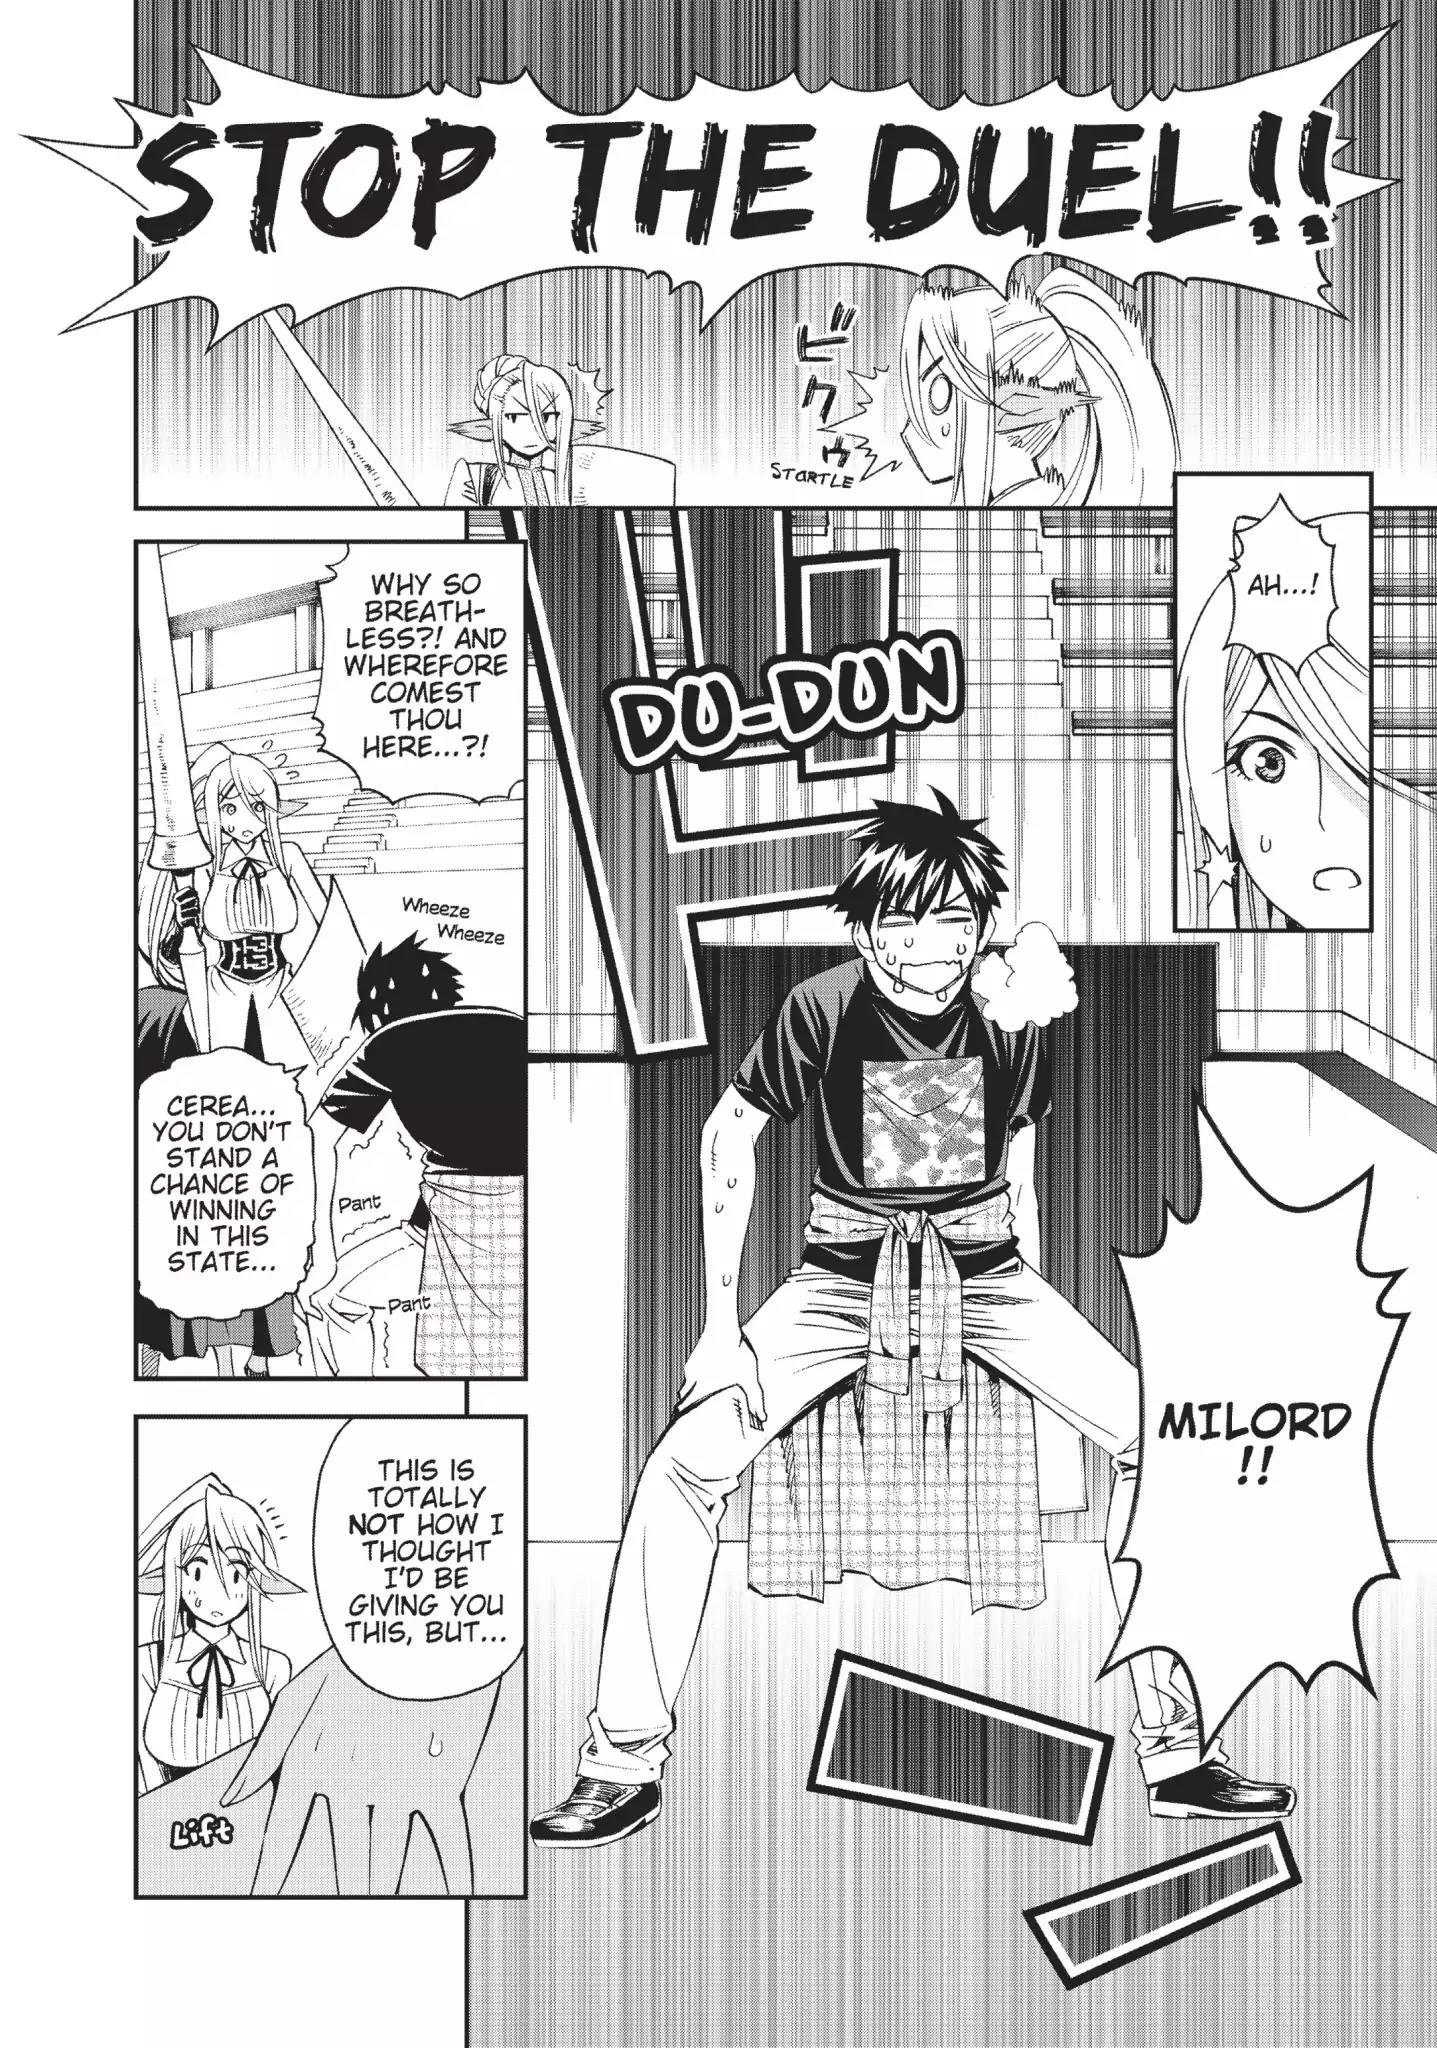 STOP THE DUEL!!
ビクゥ
STARTLE
AH...!
DU-DUN
MILORD
!!
WHY SO
BREATH-
LESS?! AND
WHEREFORE
COMEST
THOU
HERE...?!
Wheeze
Wheeze
CEREA...
YOU DON'T
STAND A
CHANCE OF
WINNING
IN THIS
STATE...
Pant
Pant
THIS IS
TOTALLY
NOT HOW I
THOUGHT
I'D BE
GIVING YOU
THIS, BUT...
Lift